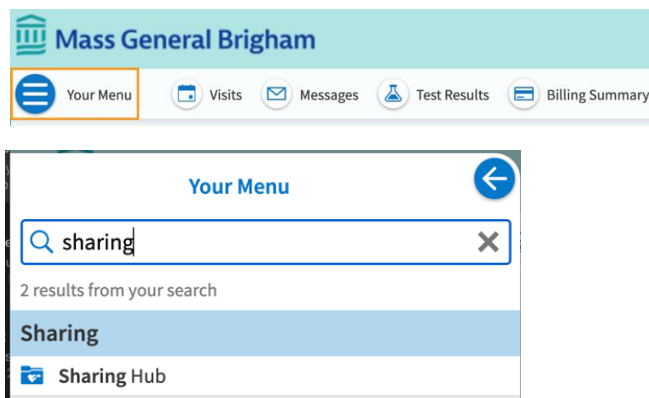 Mass General Brigham
Your Menu Visits Messages Test Results Billing Summary
Your Menu
sharing
2 results from your search
Sharing
Sharing Hub